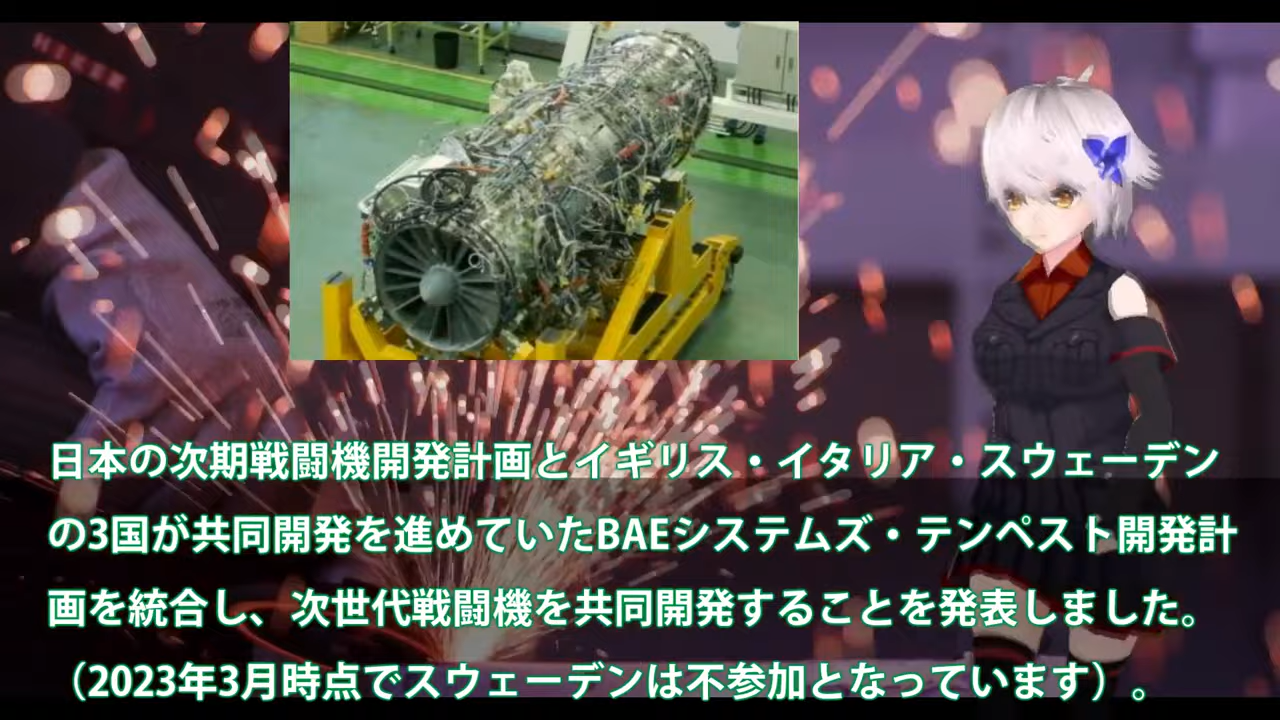 日本の次期戦闘機開発計画とイギリス・イタリア・スウェーデン
の3国が共同開発を進めていたBAEシステムズ・テンペスト開発計
画を統合し、次世代戦闘機を共同開発することを発表しました。
（2023年3月時点でスウェーデンは不参加となっています）。